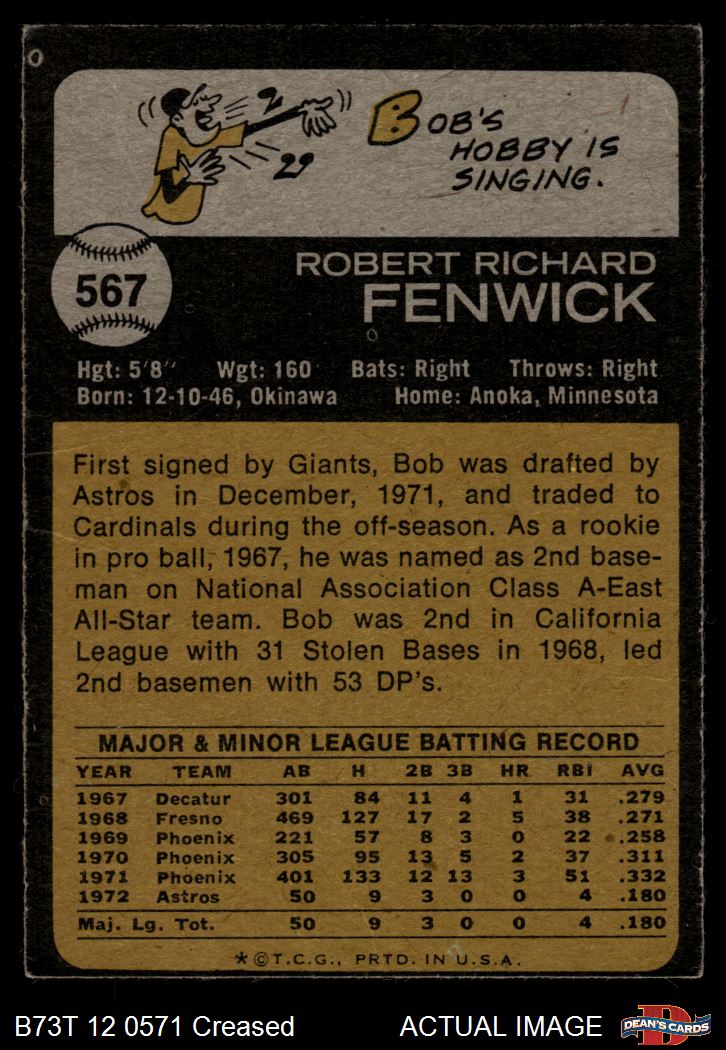 BOB'S
HOBBY IS
SINGING.
567
ROBERT RICHARD
FENWICK
Hgt: 5'8" Wgt: 160 Bats: Right Throws: Right
Born: 12-10-46, Okinawa Home: Anoka, Minnesota
First signed by Giants, Bob was drafted by
Astros in December, 1971, and traded to
Cardinals during the off-season. As a rookie
in pro ball, 1967, he was named as 2nd base-
man on National Association Class A-East
All-Star team. Bob was 2nd in California
League with 31 Stolen Bases in 1968, led
2nd basemen with 53 DP's.
MAJOR & MINOR LEAGUE BATTING RECORD
YEAR TEAM AB H 2B 3B HR RBI AVG
1967 Decatur 301 84 11 4 1 31 .279
1968 Fresno 469 127 17 2 5 38 .271
1969 Phoenix 221 57 8 3 0 22 .258
1970 Phoenix 305 95 13 5 2 37 .311
1971 Phoenix 401 133 12 13 3 51 .332
1972 Astros 50 9 3 0 0 4 .180
Maj. Lg. Tot. 50 9 3 0 0 4 .180
*©T.C.G., PRTD. IN U.S.A.
B73T 12 0571 Creased ACTUAL IMAGE DEAN'S CARDS